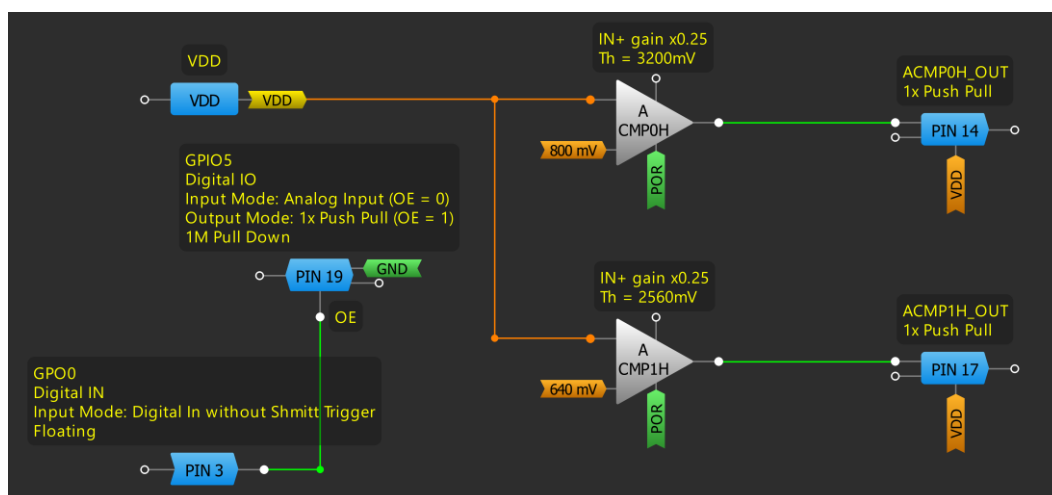 VDD
VDD
VDD
IN+ gain x0.25
Th = 3200mV
A
CMP0H
800 mV
POR
ACMP0H_OUT
1x Push Pull
PIN 14
VDD
GPIO5
Digital IO
Input Mode: Analog Input (OE = 0)
Output Mode: 1x Push Pull (OE = 1)
1M Pull Down
PIN 19
GND
OE
IN+ gain x0.25
Th = 2560mV
A
CMP1H
640 mV
POR
ACMP1H_OUT
1x Push Pull
PIN 17
VDD
GPO0
Digital IN
Input Mode: Digital In without Shmitt Trigger
Floating
PIN 3